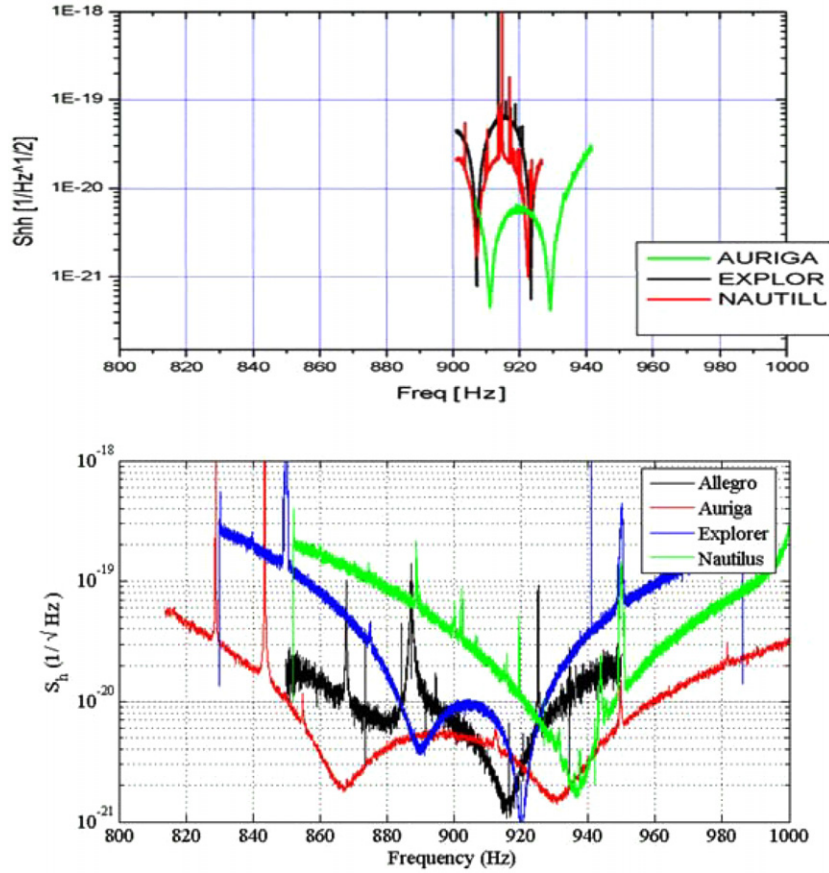 1E-18
1E-19
1E-20
1E-21
Shh [1/Hz^1/2]
AURIGA
EXPLOR
NAUTILU
800 820 840 860 880 900 920 940 960 980 1000
Freq [Hz]
10-18
10-19
10-20
10-21
Sh (1/√Hz)
Allegro
Auriga
Explorer
Nautilus
800 820 840 860 880 900 920 940 960 980 1000
Frequency (Hz)